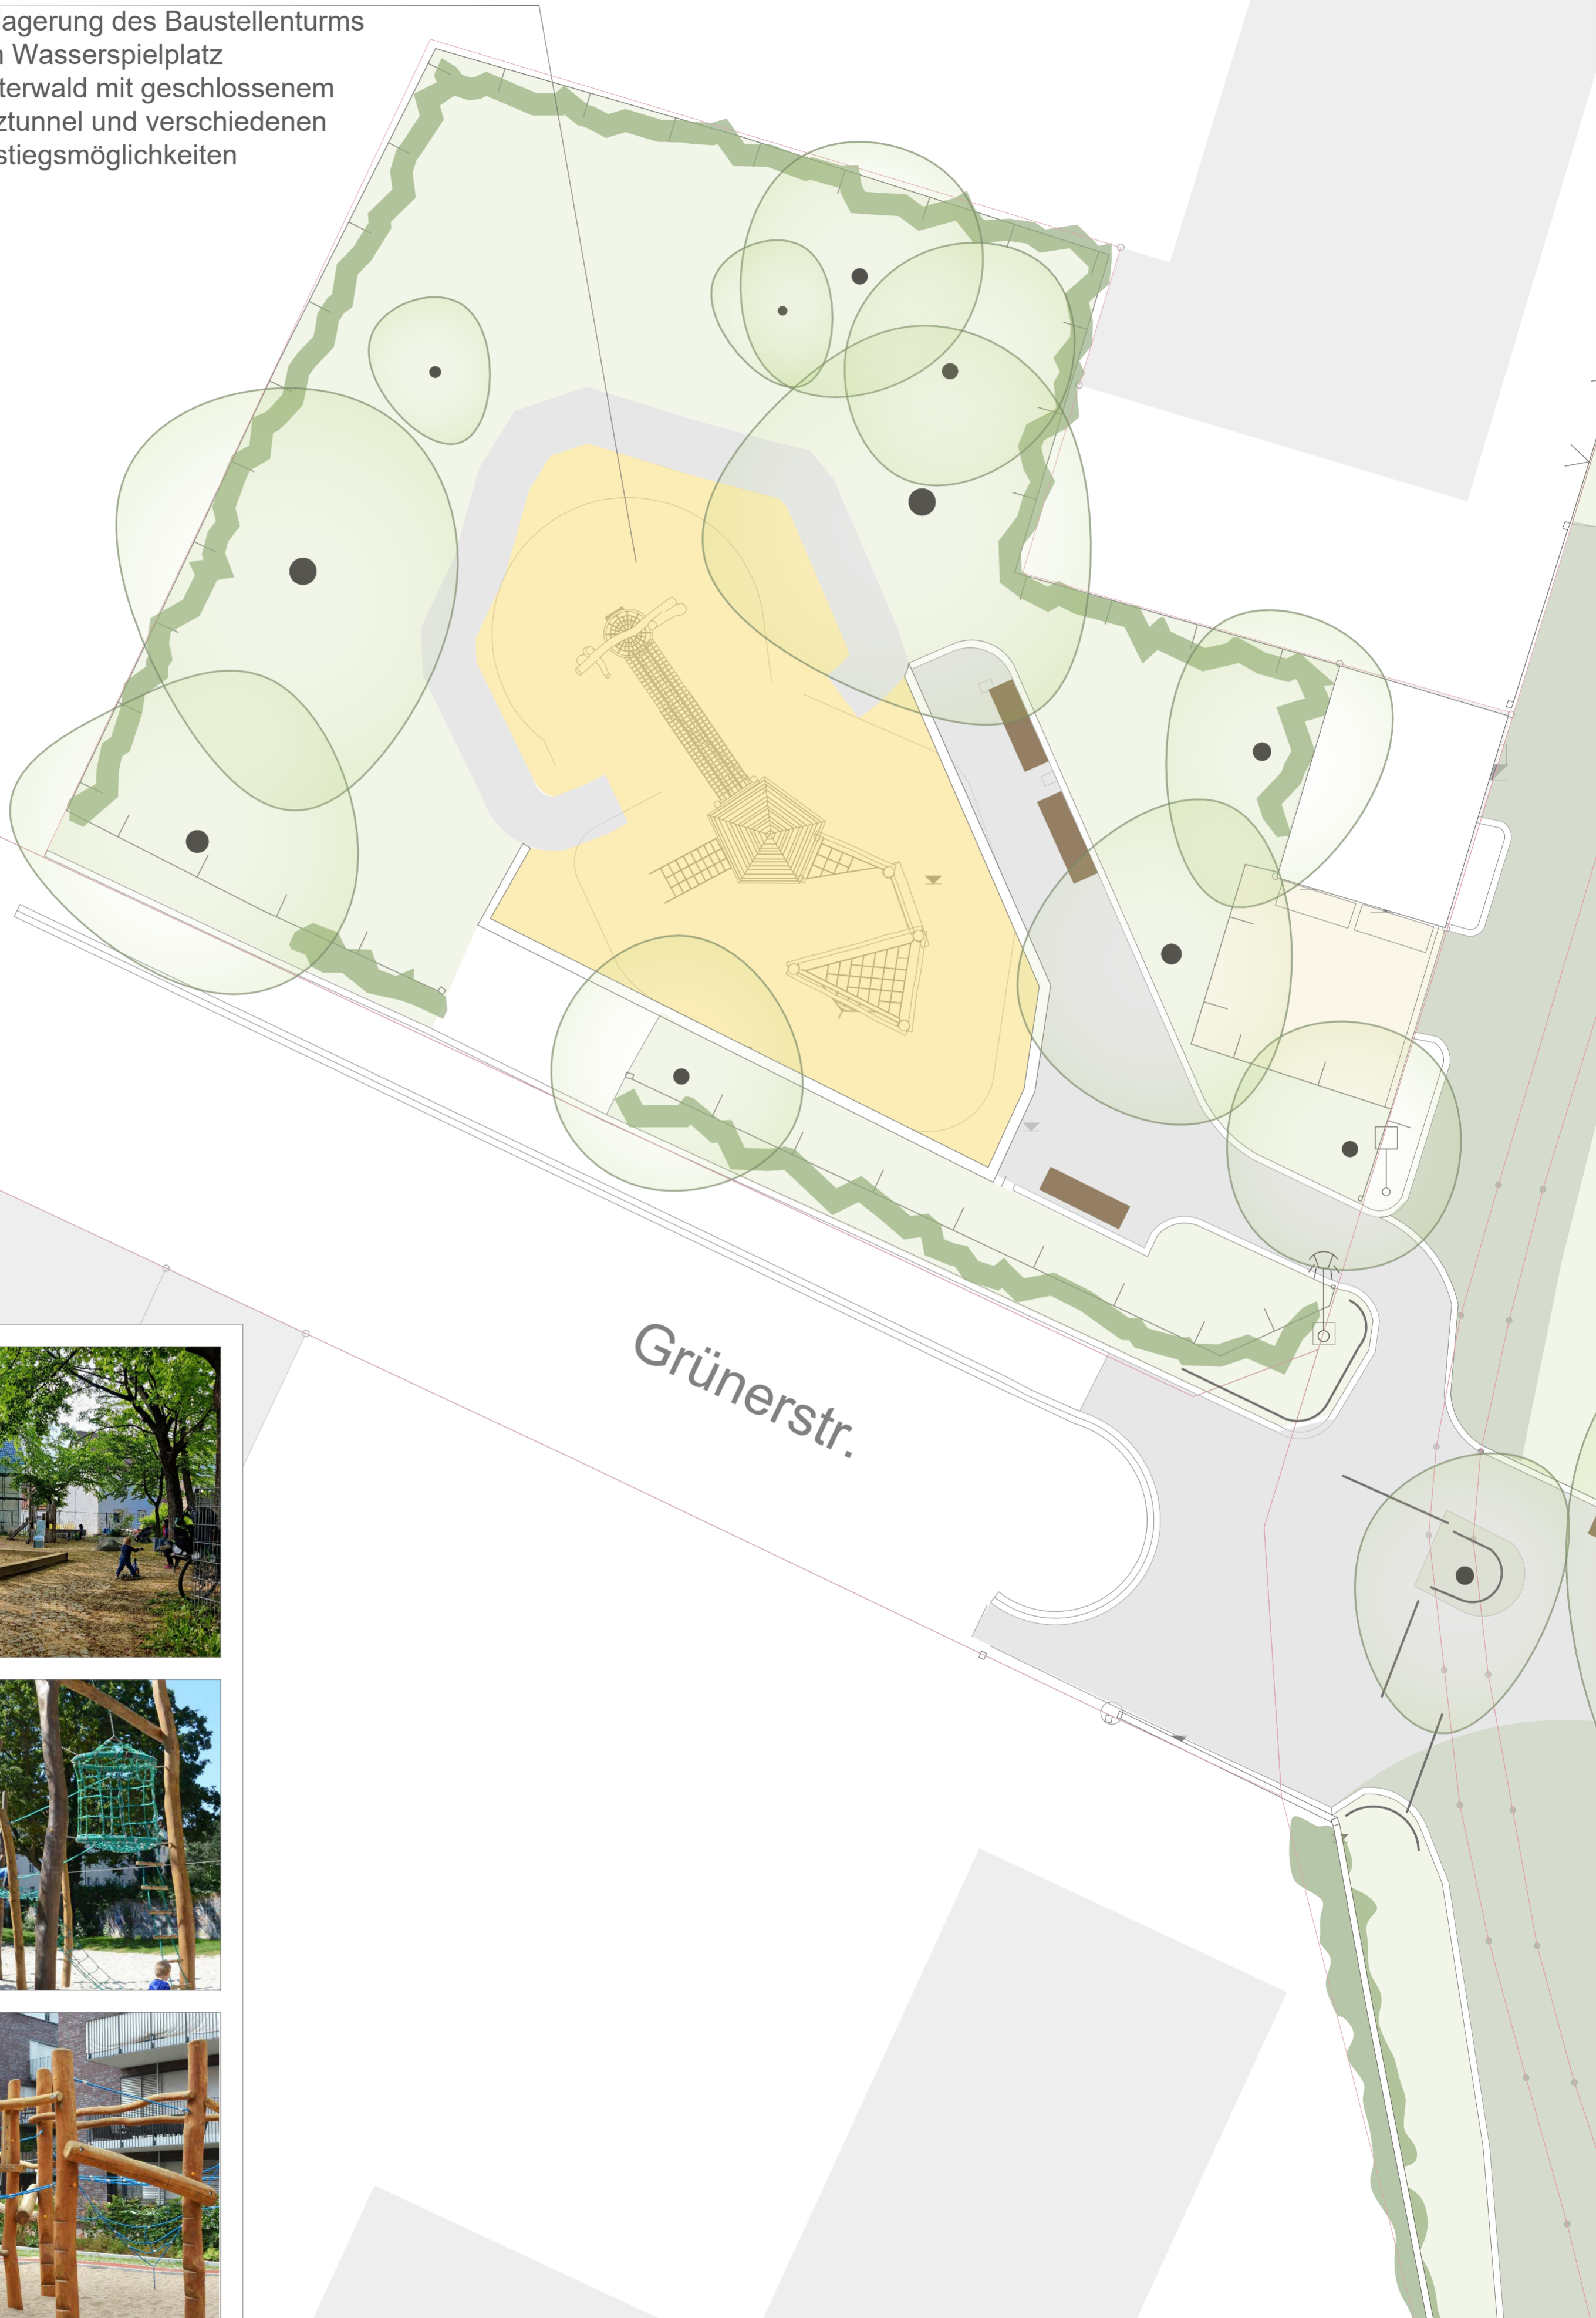 agerung des Baustellenturms
Wasserspielplatz
terwald mit geschlossenem
ztunnel und verschiedenen
stiegsmöglichkeiten
Grünerstr.